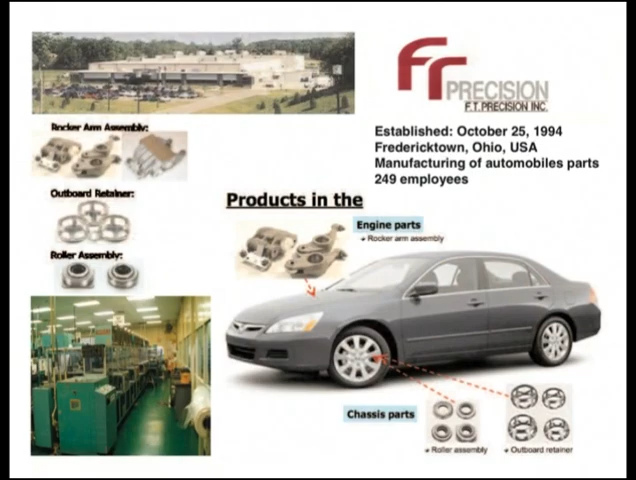 FT PRECISION
F.T. PRECISION INC.
Established: October 25, 1994
Fredericktown, Ohio, USA
Manufacturing of automobiles parts
249 employees
Rocker Arm Assembly:
Outboard Retainer:
Roller Assembly:
Products in the
Engine parts
Rocker arm assembly
Chassis parts
Roller assembly
Outboard retainer